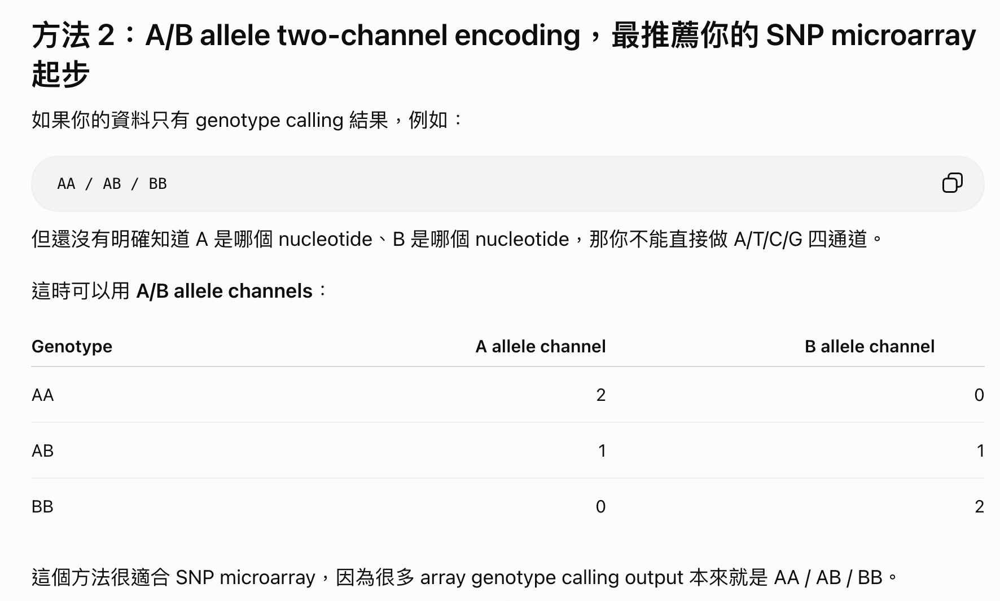 方法 2：A/B allele two-channel encoding，最推薦你的 SNP microarray
起步
如果你的資料只有 genotype calling 結果，例如：
AA / AB / BB
但還沒有明確知道 A 是哪個 nucleotide、B 是哪個 nucleotide，那你不能直接做 A/T/C/G 四通道。
這時可以用 A/B allele channels：
Genotype A allele channel B allele channel
AA 2 0
AB 1 1
BB 0 2
這個方法很適合 SNP microarray，因為很多 array genotype calling output 本來就是 AA / AB / BB。